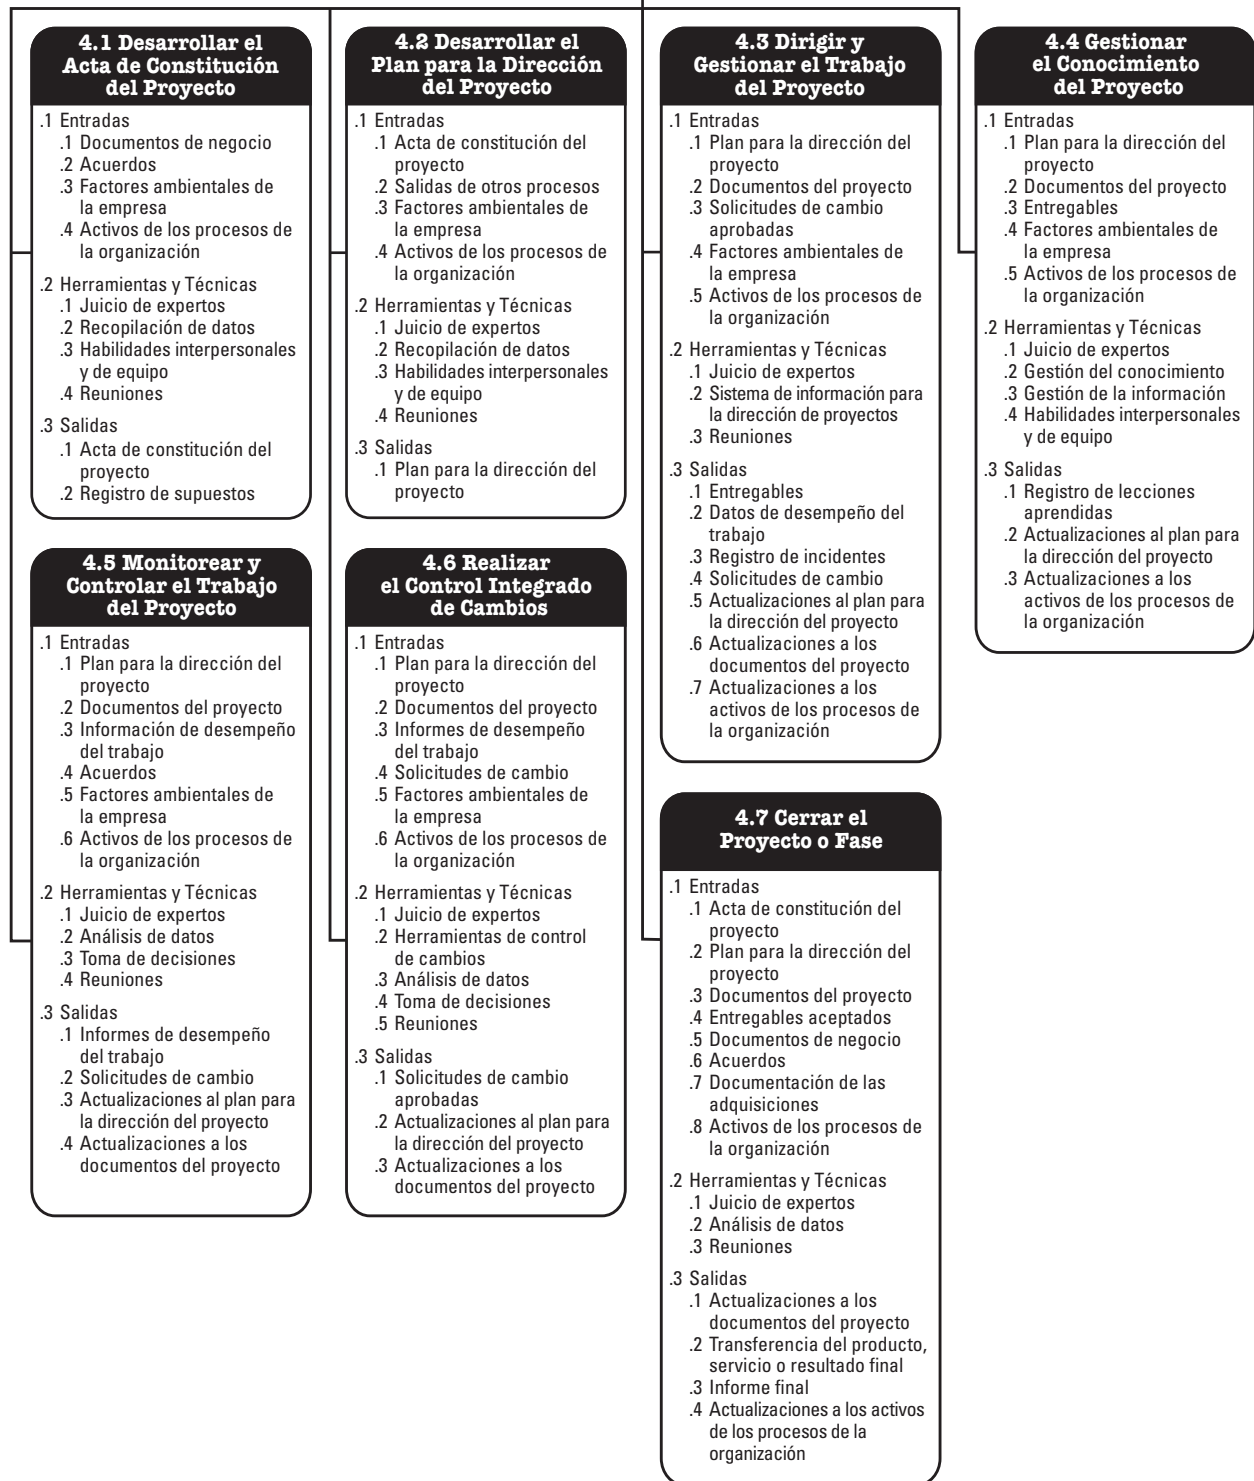 4.1 Desarrollar el
Acta de Constitución
del Proyecto
.1 Entradas
.1 Documentos de negocio
.2 Acuerdos
.3 Factores ambientales de
la empresa
.4 Activos de los procesos de
la organización
.2 Herramientas y Técnicas
.1 Juicio de expertos
.2 Recopilación de datos
.3 Habilidades interpersonales
y de equipo
.4 Reuniones
.3 Salidas
.1 Acta de constitución del
proyecto
.2 Registro de supuestos
4.2 Desarrollar el
Plan para la Dirección
del Proyecto
.1 Entradas
.1 Acta de constitución del
proyecto
.2 Salidas de otros procesos
.3 Factores ambientales de
la empresa
.4 Activos de los procesos de
la organización
.2 Herramientas y Técnicas
.1 Juicio de expertos
.2 Recopilación de datos
.3 Habilidades interpersonales
y de equipo
.4 Reuniones
.3 Salidas
.1 Plan para la dirección del
proyecto
4.3 Dirigir y
Gestionar el Trabajo
del Proyecto
.1 Entradas
.1 Plan para la dirección del
proyecto
.2 Documentos del proyecto
.3 Solicitudes de cambio
aprobadas
.4 Factores ambientales de
la empresa
.5 Activos de los procesos de
la organización
.2 Herramientas y Técnicas
.1 Juicio de expertos
.2 Sistema de información para
la dirección de proyectos
.3 Reuniones
.3 Salidas
.1 Entregables
.2 Datos de desempeño del
trabajo
.3 Registro de incidentes
.4 Solicitudes de cambio
.5 Actualizaciones al plan para
la dirección del proyecto
.6 Actualizaciones a los
documentos del proyecto
.7 Actualizaciones a los
activos de los procesos de
la organización
4.4 Gestionar
el Conocimiento
del Proyecto
.1 Entradas
.1 Plan para la dirección del
proyecto
.2 Documentos del proyecto
.3 Entregables
.4 Factores ambientales de
la empresa
.5 Activos de los procesos de
la organización
.2 Herramientas y Técnicas
.1 Juicio de expertos
.2 Gestión del conocimiento
.3 Gestión de la información
.4 Habilidades interpersonales
y de equipo
.3 Salidas
.1 Registro de lecciones
aprendidas
.2 Actualizaciones al plan para
la dirección del proyecto
.3 Actualizaciones a los
activos de los procesos de
la organización
4.5 Monitorear y
Controlar el Trabajo
del Proyecto
.1 Entradas
.1 Plan para la dirección del
proyecto
.2 Documentos del proyecto
.3 Información de desempeño
del trabajo
.4 Acuerdos
.5 Factores ambientales de
la empresa
.6 Activos de los procesos de
la organización
.2 Herramientas y Técnicas
.1 Juicio de expertos
.2 Análisis de datos
.3 Toma de decisiones
.4 Reuniones
.3 Salidas
.1 Informes de desempeño
del trabajo
.2 Solicitudes de cambio
.3 Actualizaciones al plan para
la dirección del proyecto
.4 Actualizaciones a los
documentos del proyecto
4.6 Realizar
el Control Integrado
de Cambios
.1 Entradas
.1 Plan para la dirección del
proyecto
.2 Documentos del proyecto
.3 Informes de desempeño
del trabajo
.4 Solicitudes de cambio
.5 Factores ambientales de
la empresa
.6 Activos de los procesos de
la organización
.2 Herramientas y Técnicas
.1 Juicio de expertos
.2 Herramientas de control
de cambios
.3 Análisis de datos
.4 Toma de decisiones
.5 Reuniones
.3 Salidas
.1 Solicitudes de cambio
aprobadas
.2 Actualizaciones al plan para
la dirección del proyecto
.3 Actualizaciones a los
documentos del proyecto
4.7 Cerrar el
Proyecto o Fase
.1 Entradas
.1 Acta de constitución del
proyecto
.2 Plan para la dirección del
proyecto
.3 Documentos del proyecto
.4 Entregables aceptados
.5 Documentos de negocio
.6 Acuerdos
.7 Documentación de las
adquisiciones
.8 Activos de los procesos de
la organización
.2 Herramientas y Técnicas
.1 Juicio de expertos
.2 Análisis de datos
.3 Reuniones
.3 Salidas
.1 Actualizaciones a los
documentos del proyecto
.2 Transferencia del producto,
servicio o resultado final
.3 Informe final
.4 Actualizaciones a los activos
de los procesos de la
organización